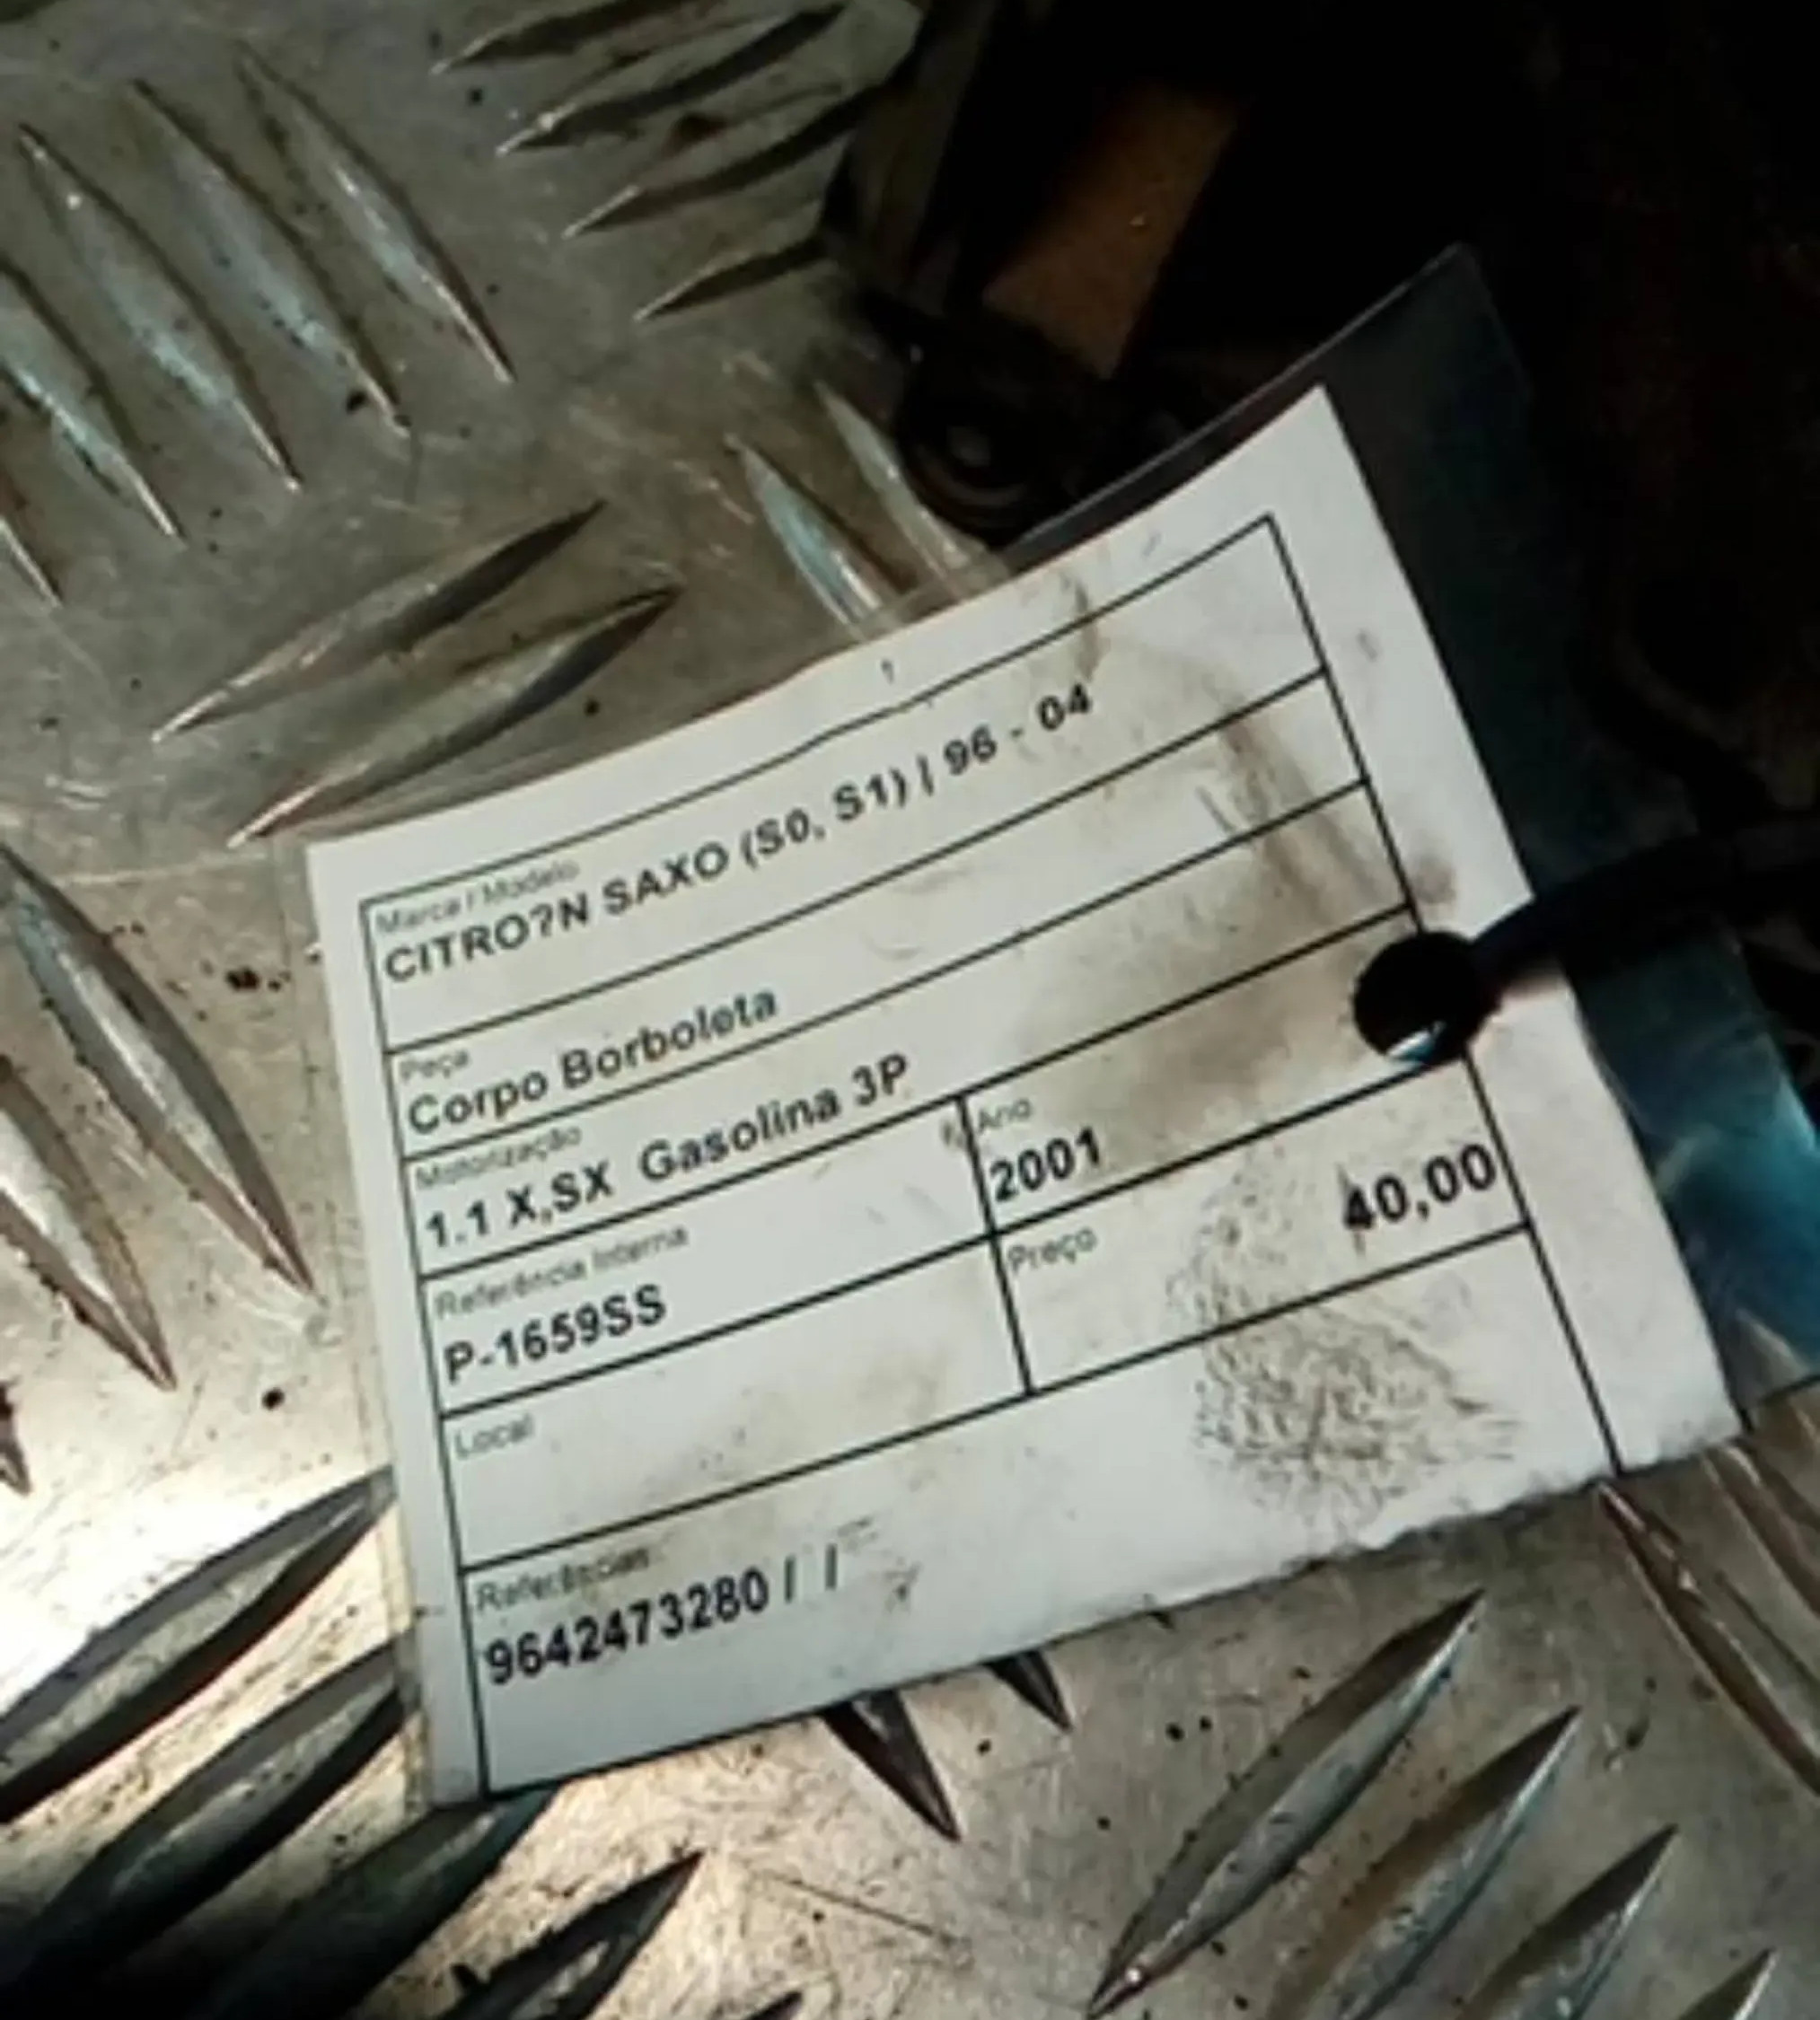 Marca / Modelo
CITRO?N SAXO (S0, S1) | 96 - 04
Peça
Corpo Borboleta
Motorização
1.1 X,SX Gasolina 3P
Referência Interna
P-1659SS
Ano
2001
Local
Preço
40,00
Referências
9642473280 / /